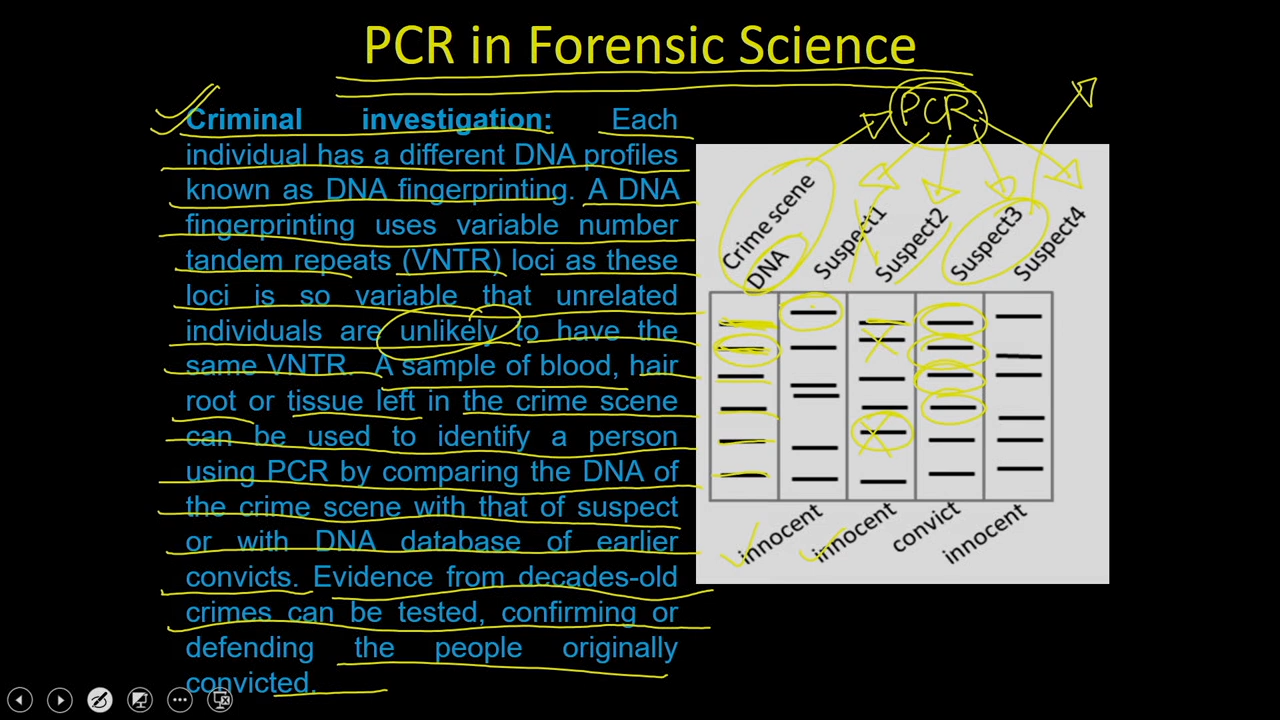 PCR in Forensic Science
Criminal investigation: Each
individual has a different DNA profiles
known as DNA fingerprinting. A DNA
fingerprinting uses variable number
tandem repeats (VNTR) loci as these
loci is so variable that unrelated
individuals are unlikely to have the
same VNTR. A sample of blood, hair
root or tissue left in the crime scene
can be used to identify a person
using PCR by comparing the DNA of
the crime scene with that of suspect
or with DNA database of earlier
convicts. Evidence from decades-old
crimes can be tested, confirming or
defending the people originally
convicted.
PCR
Crime scene
DNA
Suspect1
Suspect2
Suspect3
Suspect4
innocent
innocent
convict
innocent